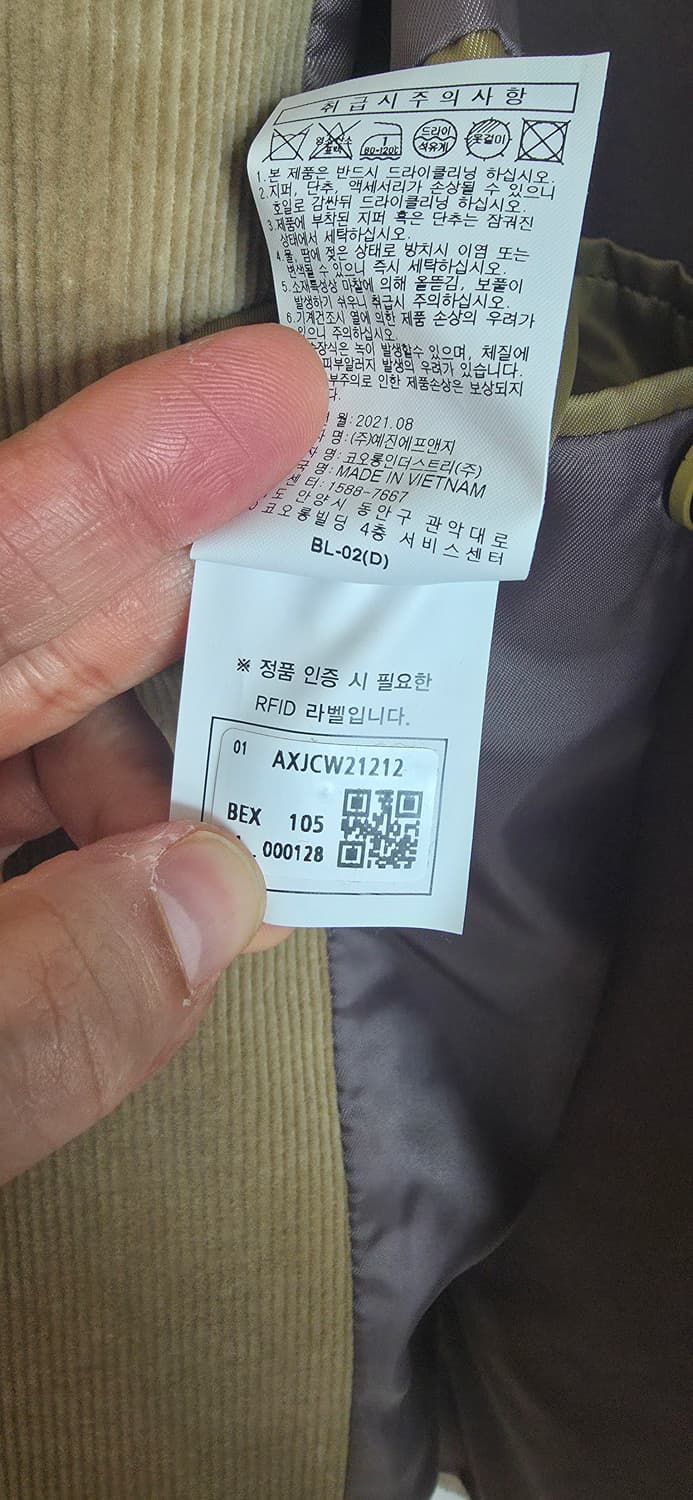 취급시주의사항
염소산소 표백
1 80~120℃
드라이 석유계
옷걸이
1.본 제품은 반드시 드라이클리닝 하십시오.
2.지퍼, 단추, 액세서리가 손상될 수 있으니
호일로 감싼뒤 드라이클리닝 하십시오.
3.제품에 부착된 지퍼 혹은 단추는 잠궈진
상태에서 세탁하십시오.
4.물, 땀에 젖은 상태로 방치시 이염 또는
변색될 수 있으니 즉시 세탁하십시오.
5.소재특성상 마찰에 의해 올뜯김, 보풀이
발생하기 쉬우니 취급시 주의하십시오.
6.기계건조시 열에 의한 제품 손상의 우려가
있으니 주의하십시오.
장식은 녹이 발생할수 있으며, 체질에
피부알러지 발생의 우려가 있습니다.
부주의로 인한 제품손상은 보상되지
다.
월:2021.08
명:(주)예진에프앤지
자 명:코오롱인더스트리(주)
국 명:MADE IN VIETNAM
센터:1588-7667
도 안양시 동안구 관악대로
코오롱빌딩 4층 서비스센터
BL-02(D)
※ 정품 인증 시 필요한
RFID 라벨입니다.
01 AXJCW21212
BEX 105
000128